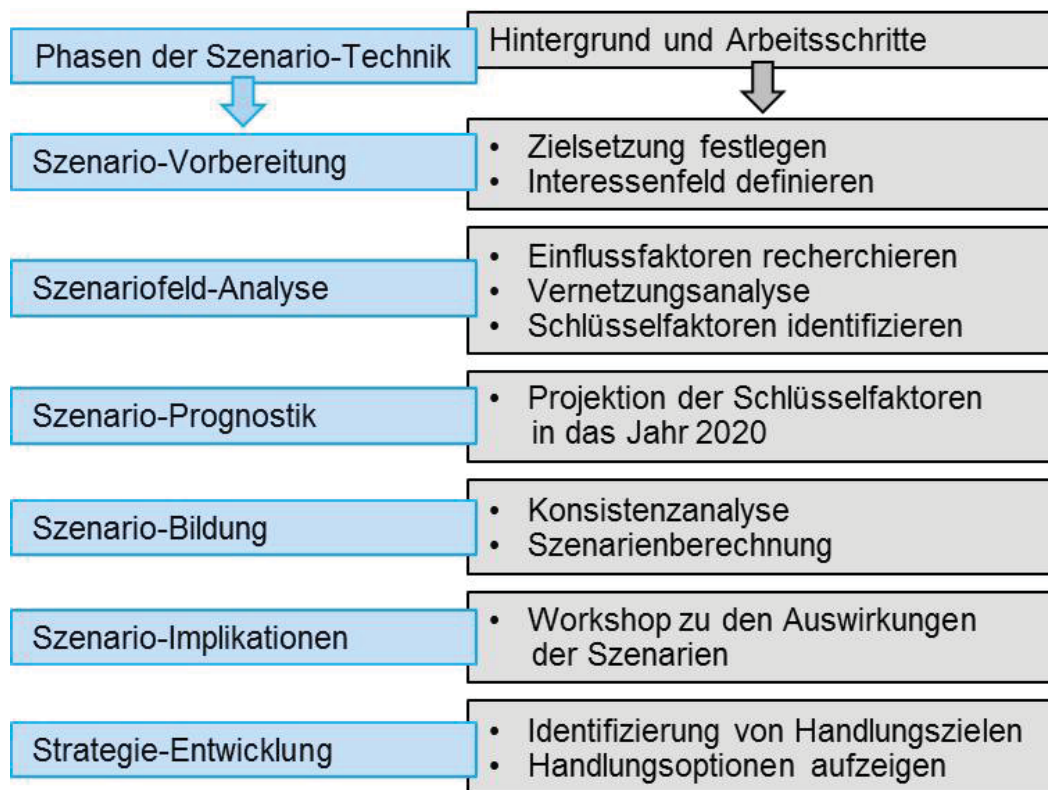 Phasen der Szenario-Technik
Hintergrund und Arbeitsschritte
Szenario-Vorbereitung
• Zielsetzung festlegen
• Interessenfeld definieren
Szenariofeld-Analyse
• Einflussfaktoren recherchieren
• Vernetzungsanalyse
• Schlüsselfaktoren identifizieren
Szenario-Prognostik
• Projektion der Schlüsselfaktoren
in das Jahr 2020
Szenario-Bildung
• Konsistenzanalyse
• Szenarienberechnung
Szenario-Implikationen
• Workshop zu den Auswirkungen
der Szenarien
Strategie-Entwicklung
• Identifizierung von Handlungszielen
• Handlungsoptionen aufzeigen